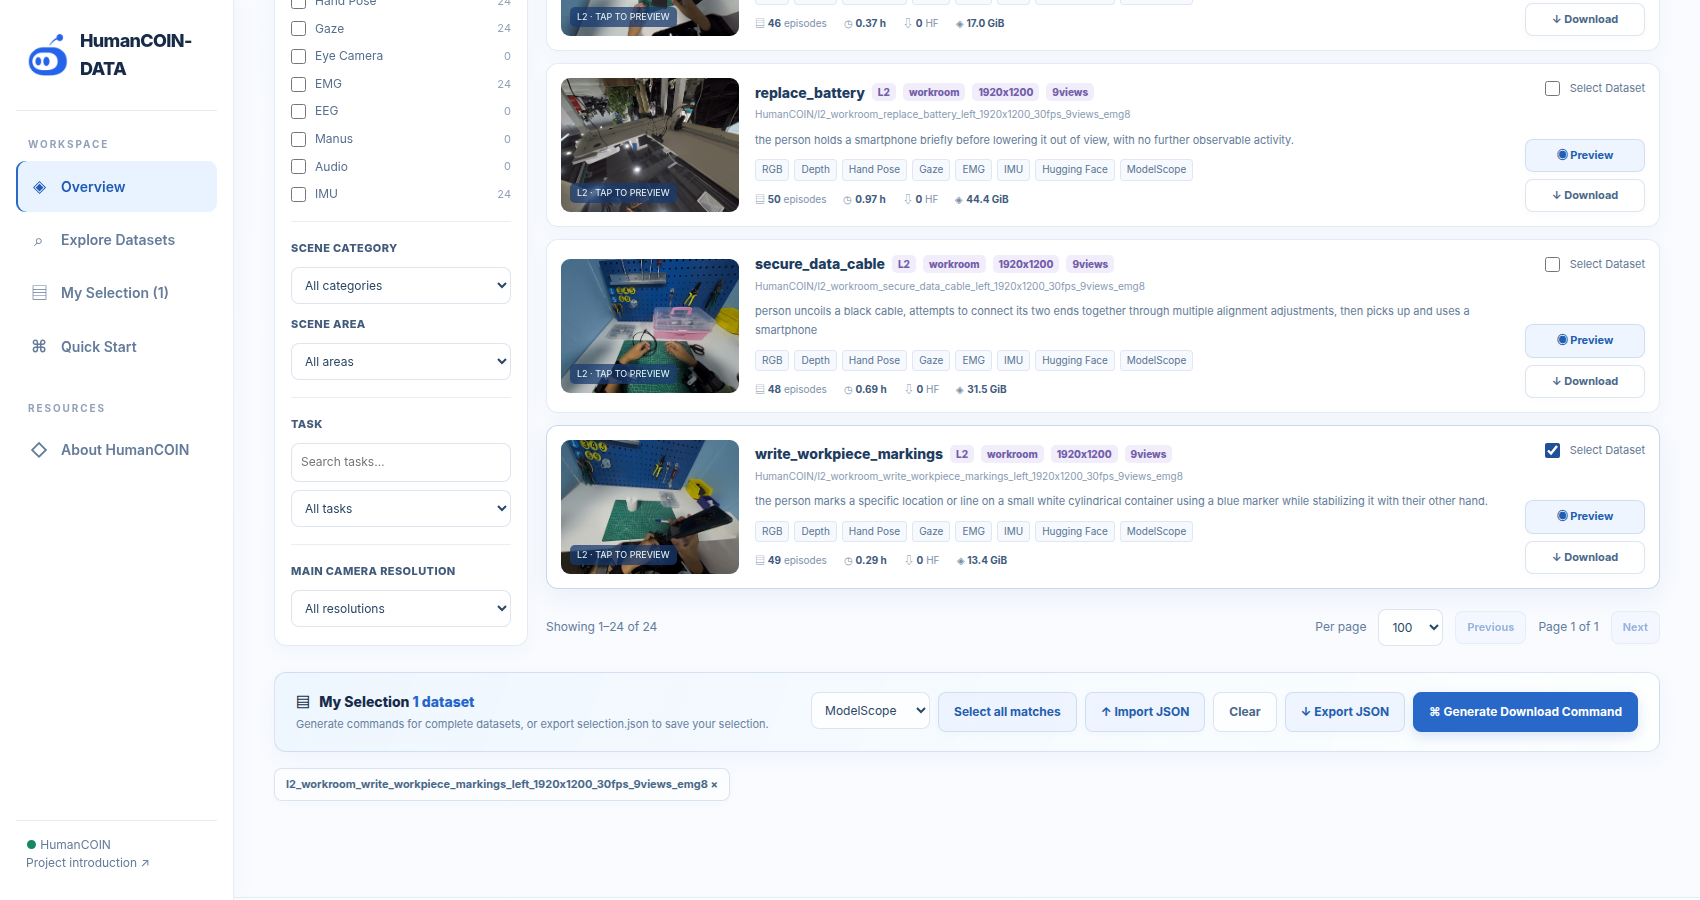 HumanCOIN-
DATA
WORKSPACE
Overview
Explore Datasets
My Selection (1)
Quick Start
RESOURCES
About HumanCOIN
HumanCOIN
Project introduction ↗
Hand Pose 24
Gaze 24
Eye Camera 0
EMG 24
EEG 0
Manus 0
Audio 0
IMU 24
SCENE CATEGORY
All categories
SCENE AREA
All areas
TASK
Search tasks...
All tasks
MAIN CAMERA RESOLUTION
All resolutions
L2 · TAP TO PREVIEW
46 episodes 0.37 h 0 HF 17.0 GiB
↓ Download
L2 · TAP TO PREVIEW
replace_battery L2 workroom 1920x1200 9views
HumanCOIN/l2_workroom_replace_battery_left_1920x1200_30fps_9views_emg8
the person holds a smartphone briefly before lowering it out of view, with no further observable activity.
RGB Depth Hand Pose Gaze EMG IMU Hugging Face ModelScope
50 episodes 0.97 h 0 HF 44.4 GiB
Select Dataset
Preview
↓ Download
L2 · TAP TO PREVIEW
secure_data_cable L2 workroom 1920x1200 9views
HumanCOIN/l2_workroom_secure_data_cable_left_1920x1200_30fps_9views_emg8
person uncoils a black cable, attempts to connect its two ends together through multiple alignment adjustments, then picks up and uses a
smartphone
RGB Depth Hand Pose Gaze EMG IMU Hugging Face ModelScope
48 episodes 0.69 h 0 HF 31.5 GiB
Select Dataset
Preview
↓ Download
L2 · TAP TO PREVIEW
write_workpiece_markings L2 workroom 1920x1200 9views
HumanCOIN/l2_workroom_write_workpiece_markings_left_1920x1200_30fps_9views_emg8
the person marks a specific location or line on a small white cylindrical container using a blue marker while stabilizing it with their other hand.
RGB Depth Hand Pose Gaze EMG IMU Hugging Face ModelScope
49 episodes 0.29 h 0 HF 13.4 GiB
Select Dataset
Preview
↓ Download
Showing 1–24 of 24
Per page 100 Previous Page 1 of 1 Next
My Selection 1 dataset
Generate commands for complete datasets, or export selection.json to save your selection.
ModelScope
Select all matches
↑ Import JSON
Clear
↓ Export JSON
⌘ Generate Download Command
l2_workroom_write_workpiece_markings_left_1920x1200_30fps_9views_emg8 ×